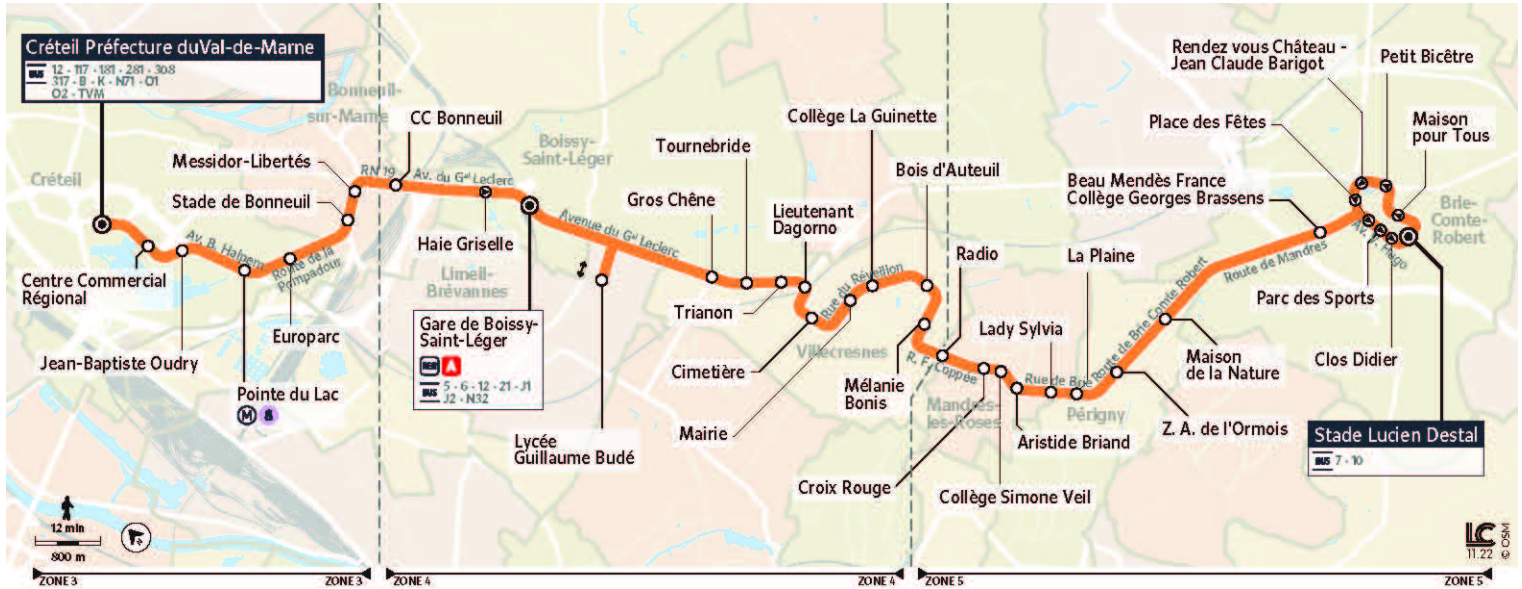 Créteil Préfecture duVal-de-Marne
BUS 12 - 117 - 181 - 281 - 308
317 - B - K - N71 - O1
O2 - TVM
Créteil
Centre Commercial
Régional
Jean-Baptiste Oudry
Av. B. Halpern
Pointe du Lac
M 8
Europarc
Route de la
Pompadour
Stade de Bonneuil
Messidor-Libertés
Bonneuil-
sur-Marne
RN 19
CC Bonneuil
Av. du Gal Leclerc
Haie Griselle
Boissy-
Saint-Léger
Limeil-
Brévannes
Gare de Boissy-
Saint-Léger
RER A
BUS 5 - 6 - 12 - 21 - J1
J2 - N32
Avenue du Gal Leclerc
Lycée
Guillaume Budé
Gros Chêne
Tournebride
Trianon
Lieutenant
Dagorno
Cimetière
Mairie
Rue du Réveillon
Villecresnes
Collège La Guinette
Bois d'Auteuil
Mélanie
Bonis
R. F. Coppée
Radio
Croix Rouge
Mandres-
les-Roses
Collège Simone Veil
Aristide Briand
Lady Sylvia
Rue de Brie
La Plaine
Périgny
Z. A. de l'Ormois
Route de Brie Comte Robert
Maison
de la Nature
Route de Mandres
Beau Mendès France
Collège Georges Brassens
Place des Fêtes
Rendez vous Château -
Jean Claude Barigot
Petit Bicêtre
Maison
pour Tous
Brie-
Comte-
Robert
Av. V. Hugo
Parc des Sports
Clos Didier
Stade Lucien Destal
BUS 7 - 10
12 min
800 m
LC
11.22
© OSM
ZONE 3
ZONE 3
ZONE 4
ZONE 4
ZONE 5
ZONE 5